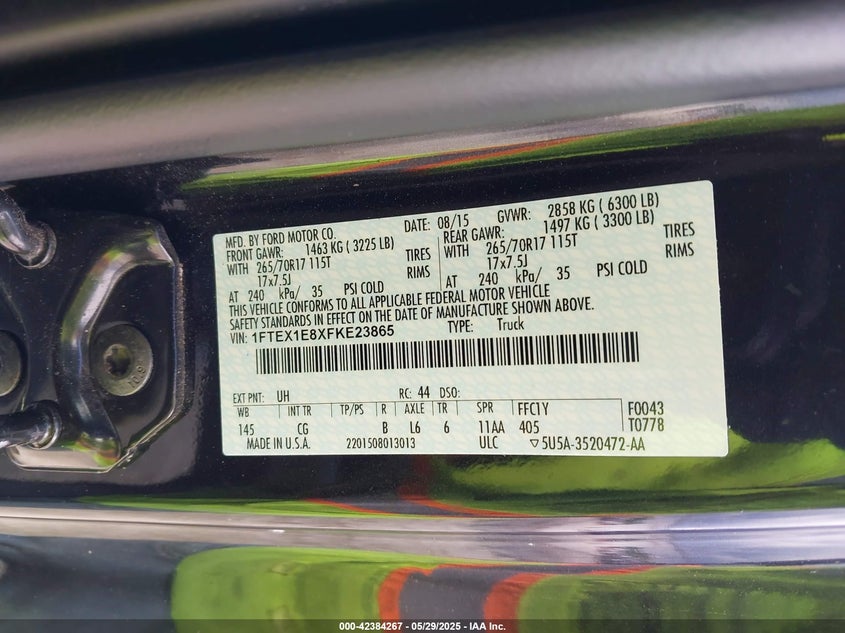 MFD. BY FORD MOTOR CO.
DATE: 08/15 GVWR: 2858 KG ( 6300 LB)
FRONT GAWR: 1463 KG ( 3225 LB)
REAR GAWR: 1497 KG ( 3300 LB)
WITH 265/70R17 115T TIRES
WITH 265/70R17 115T TIRES
17x7.5J RIMS
17x7.5J RIMS
AT 240 kPa/ 35 PSI COLD
AT 240 kPa/ 35 PSI COLD
THIS VEHICLE CONFORMS TO ALL APPLICABLE FEDERAL MOTOR VEHICLE
SAFETY STANDARDS IN EFFECT ON THE DATE OF MANUFACTURE SHOWN ABOVE.
VIN: 1FTEX1E8XFKE23865 TYPE: Truck
EXT PNT: UH RC: 44 DSO:
WB INT TR TP/PS R AXLE TR SPR FFC1Y F0043
145 CG B L6 6 11AA 405 T0778
MADE IN U.S.A. 2201508013013 ULC ▽5U5A-3520472-AA
000-42384267 - 05/29/2025 - IAA Inc.